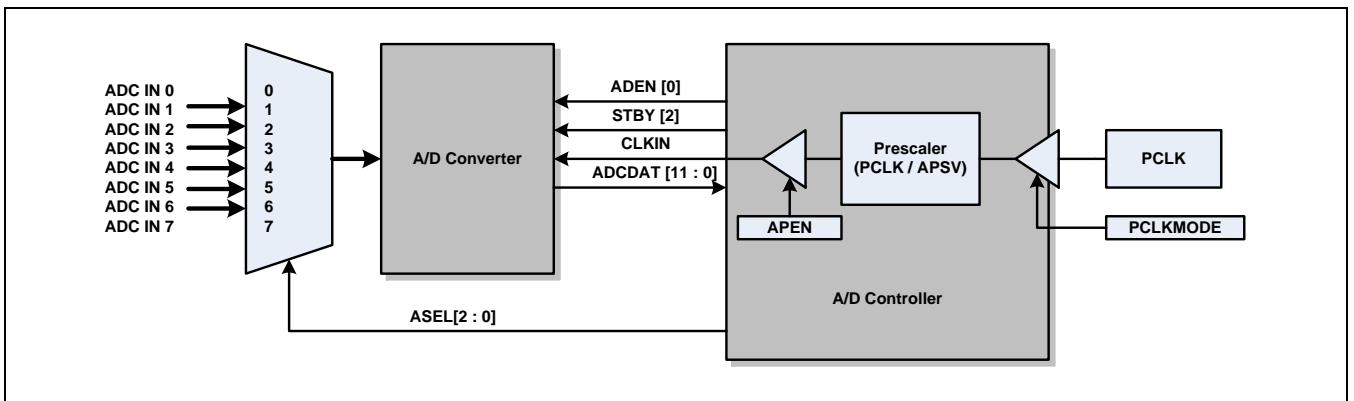 ADC IN 0
ADC IN 1
ADC IN 2
ADC IN 3
ADC IN 4
ADC IN 5
ADC IN 6
ADC IN 7
0
1
2
3
4
5
6
7
A/D Converter
ADEN [0]
STBY [2]
CLKIN
ADCDAT [11 : 0]
ASEL[2 : 0]
APEN
Prescaler
(PCLK / APSV)
A/D Controller
PCLK
PCLKMODE